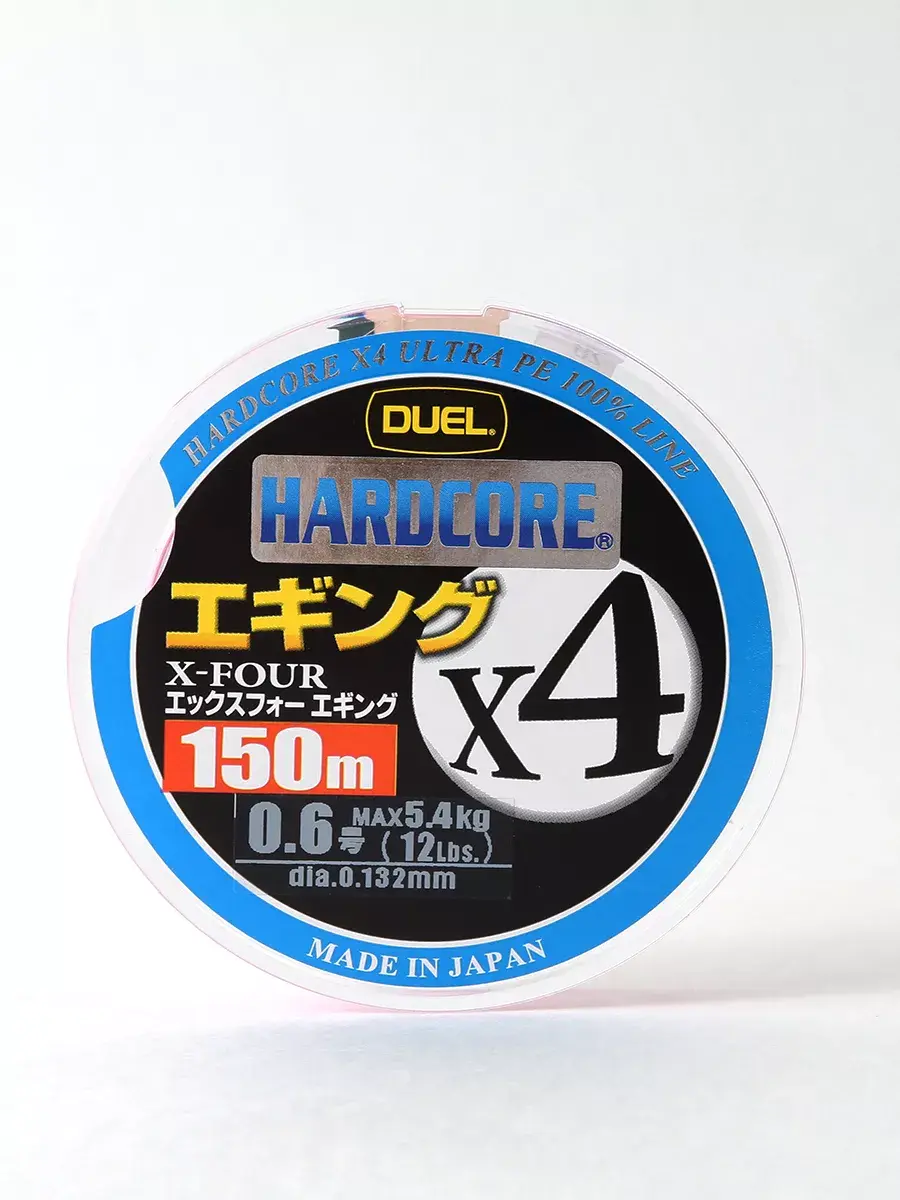 HARDCORE X4 ULTRA PE 100% LINE
DUEL®
HARDCORE®
エギング
X4
X-FOUR
エックスフォー エギング
150m
0.6号 MAX5.4kg
(12Lbs.)
dia.0.132mm
MADE IN JAPAN